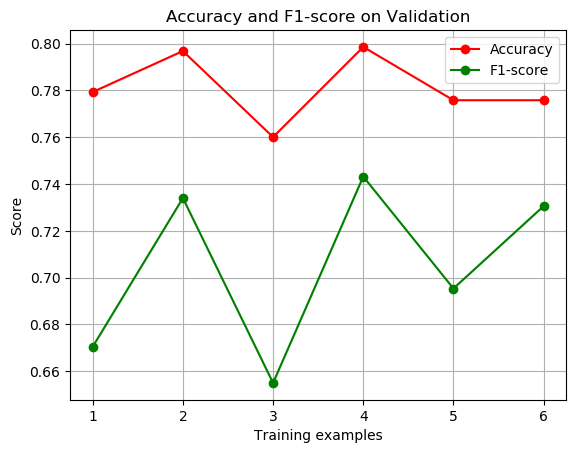 Accuracy and F1-score on Validation
Accuracy
F1-score
0.80
0.78
0.76
0.74
0.72
0.70
0.68
0.66
Score
1 2 3 4 5 6
Training examples